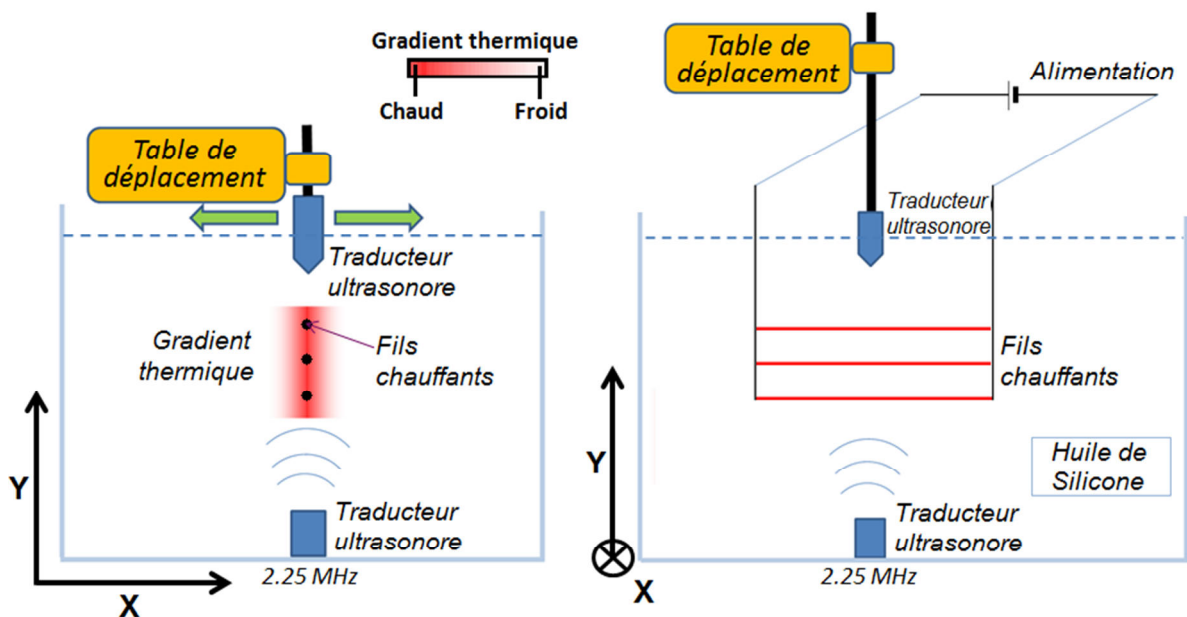 Gradient thermique
Chaud
Froid
Table de
déplacement
Traducteur
ultrasonore
Gradient
thermique
Fils
chauffants
Y
Traducteur
ultrasonore
2.25 MHz
X
Table de
déplacement
Alimentation
Traducteur
ultrasonore
Fils
chauffants
Y
Huile de
Silicone
Traducteur
ultrasonore
X
2.25 MHz